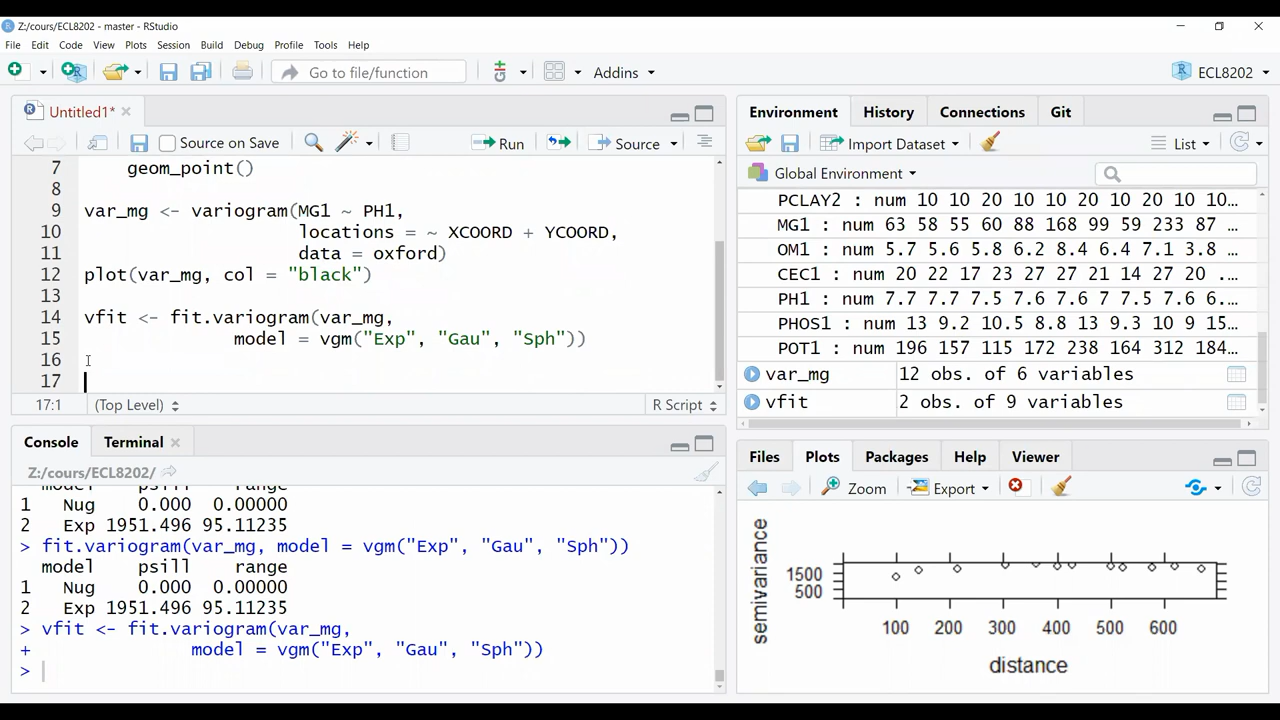 Z:/cours/ECL8202 - master - RStudio
File Edit Code View Plots Session Build Debug Profile Tools Help
Go to file/function Addins ECL8202
Untitled1*
Source on Save Run Source
7 geom_point()
8
9 var_mg <- variogram(MG1 ~ PH1,
10 locations = ~ XCOORD + YCOORD,
11 data = oxford)
12 plot(var_mg, col = "black")
13
14 vfit <- fit.variogram(var_mg,
15 model = vgm("Exp", "Gau", "Sph"))
16
17
17:1 (Top Level) R Script
Console Terminal
Z:/cours/ECL8202/
model psill range
1 Nug 0.000 0.00000
2 Exp 1951.496 95.11235
> fit.variogram(var_mg, model = vgm("Exp", "Gau", "Sph"))
model psill range
1 Nug 0.000 0.00000
2 Exp 1951.496 95.11235
> vfit <- fit.variogram(var_mg,
+ model = vgm("Exp", "Gau", "Sph"))
>
Environment History Connections Git
Import Dataset List
Global Environment
PCLAY2 : num 10 10 20 10 10 20 10 20 10 10...
MG1 : num 63 58 55 60 88 168 99 59 233 87 ...
OM1 : num 5.7 5.6 5.8 6.2 8.4 6.4 7.1 3.8 ...
CEC1 : num 20 22 17 23 27 27 21 14 27 20 ...
PH1 : num 7.7 7.7 7.5 7.6 7.6 7 7.5 7.6 6...
PHOS1 : num 13 9.2 10.5 8.8 13 9.3 10 9 15...
POT1 : num 196 157 115 172 238 164 312 184...
var_mg 12 obs. of 6 variables
vfit 2 obs. of 9 variables
Files Plots Packages Help Viewer
Zoom Export
semivariance
1500
500
100 200 300 400 500 600
distance